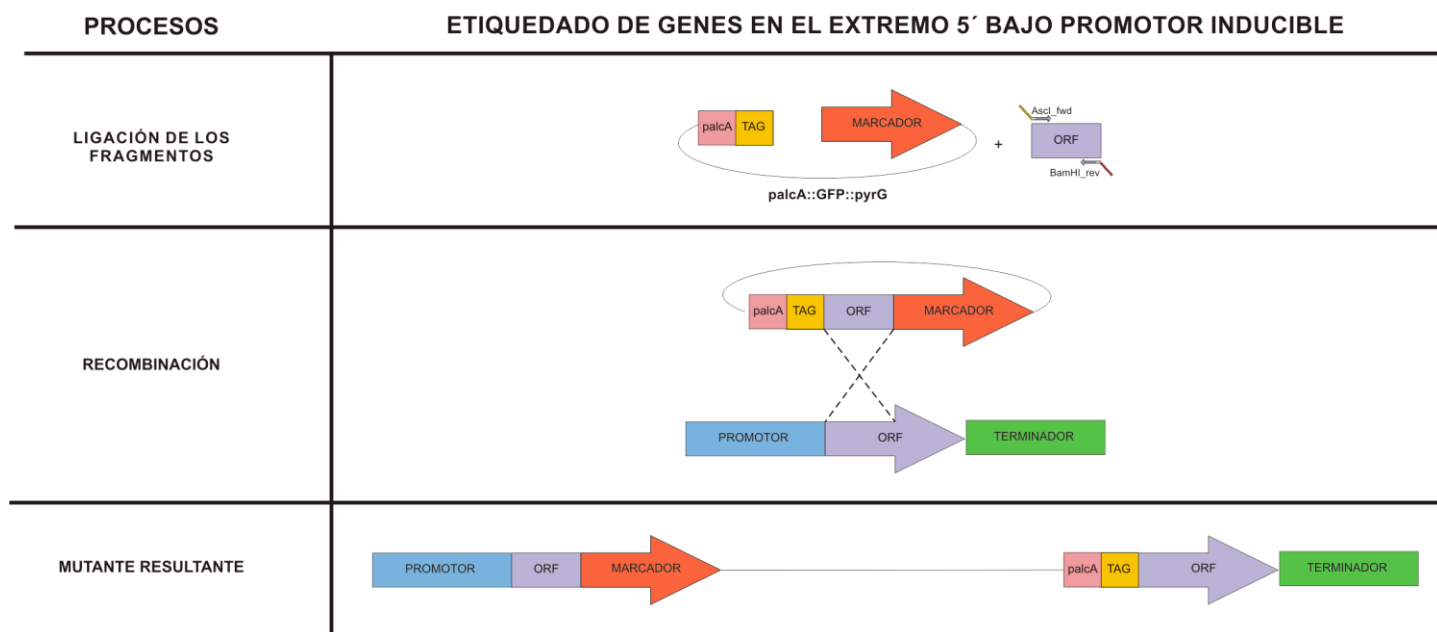 PROCESOS
ETIQUEDADO DE GENES EN EL EXTREMO 5´ BAJO PROMOTOR INDUCIBLE
LIGACIÓN DE LOS
FRAGMENTOS
palcA
TAG
MARCADOR
+
AscI_fwd
ORF
BamHI_rev
palcA::GFP::pyrG
RECOMBINACIÓN
palcA
TAG
ORF
MARCADOR
PROMOTOR
ORF
TERMINADOR
MUTANTE RESULTANTE
PROMOTOR
ORF
MARCADOR
palcA
TAG
ORF
TERMINADOR